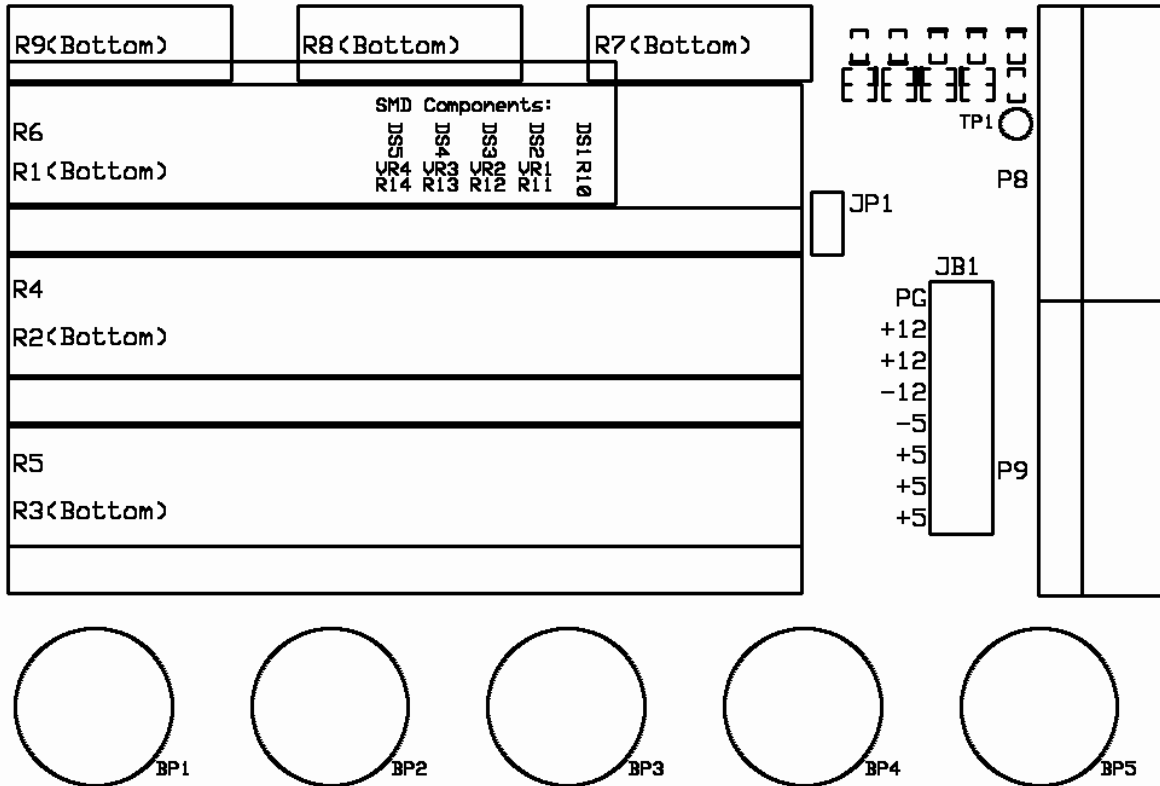 R9(Bottom)
R8(Bottom)
R7(Bottom)
SMD Components:
DS5 DS4 DS3 DS2 DS1
VR4 VR3 VR2 VR1 R10
R14 R13 R12 R11
R6
R1(Bottom)
TP1
P8
JP1
R4
R2(Bottom)
JB1
PG
+12
+12
-12
-5
+5
+5
+5
P9
R5
R3(Bottom)
BP1
BP2
BP3
BP4
BP5